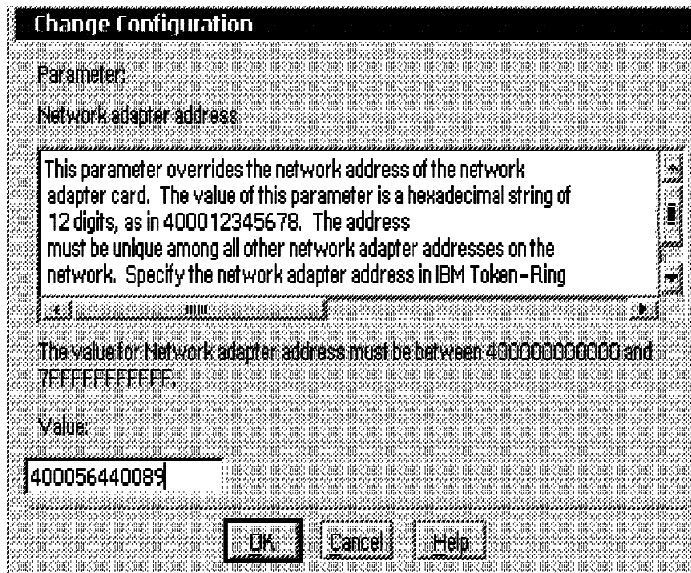 Change Configuration
Parameter:
Network adapter address
This parameter overrides the network address of the network
adapter card. The value of this parameter is a hexadecimal string of
12 digits, as in 400012345678. The address
must be unique among all other network adapter addresses on the
network. Specify the network adapter address in IBM Token-Ring
The value for Network adapter address must be between 400000000000 and
7FFFFFFFFFFF.
Value:
400056440089
OK Cancel Help